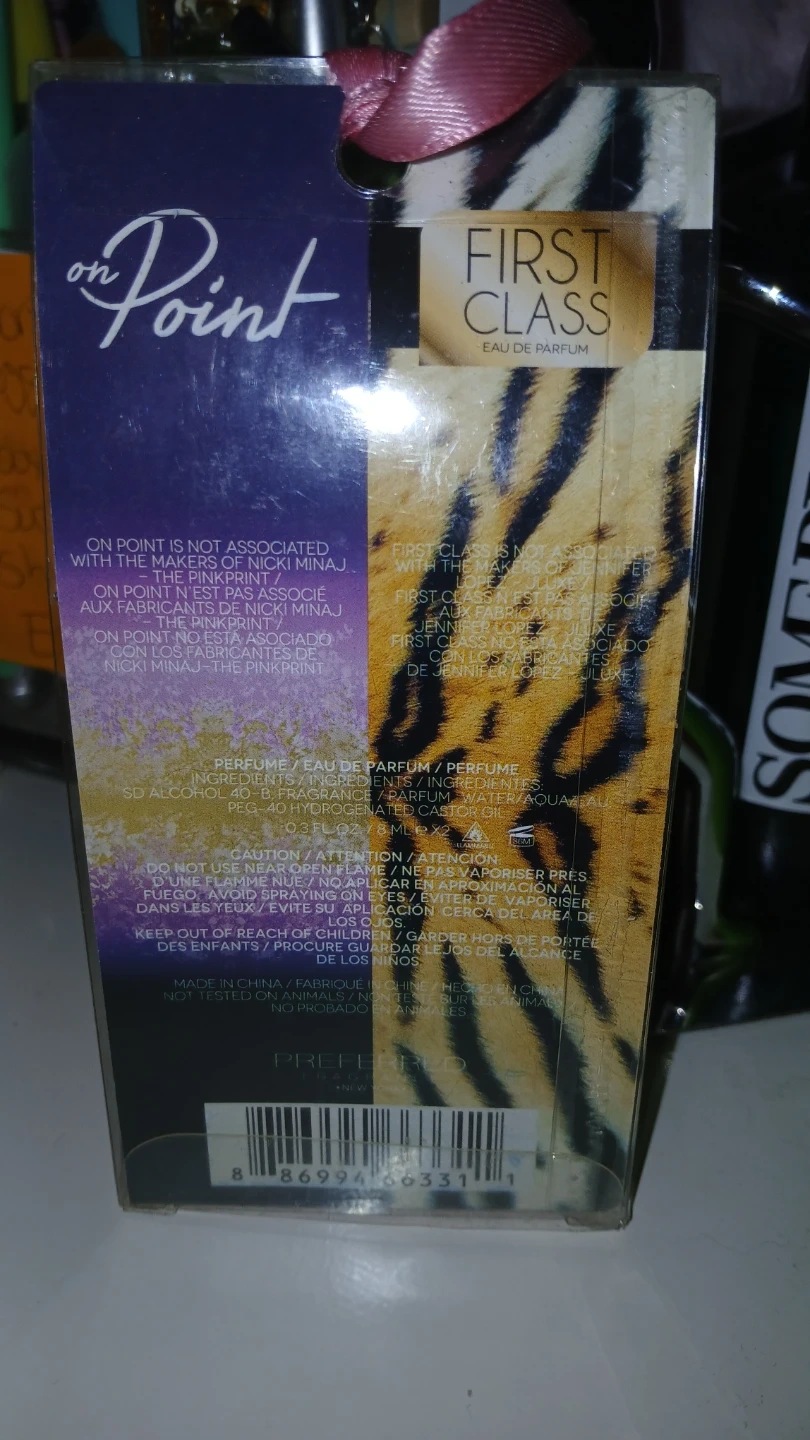 on
Point
FIRST
CLASS
EAU DE PARFUM
ON POINT IS NOT ASSOCIATED
WITH THE MAKERS OF NICKI MINAJ
- THE PINKPRINT /
ON POINT N'EST PAS ASSOCIÉ
AUX FABRICANTS DE NICKI MINAJ
- THE PINKPRINT /
ON POINT NO ESTÁ ASOCIADO
CON LOS FABRICANTES DE
NICKI MINAJ-THE PINKPRINT
FIRST CLASS IS NOT ASSOCIATED
WITH THE MAKERS OF JENNIFER
LOPEZ - JLUXE /
FIRST CLASS N'EST PAS ASSOCIÉ
AUX FABRICANTS DE
JENNIFER LOPEZ - JLUXE /
FIRST CLASS NO ESTÁ ASOCIADO
CON LOS FABRICANTES
DE JENNIFER LOPEZ - JLUXE
PERFUME / EAU DE PARFUM / PERFUME
INGREDIENTS / INGRÉDIENTS / INGREDIENTES:
SD ALCOHOL 40-B, FRAGRANCE / PARFUM, WATER/AQUA/EAU,
PEG-40 HYDROGENATED CASTOR OIL
0.3 FL OZ / 8 ML ℮ X2
FLAMMABLE
36M
CAUTION / ATTENTION / ATENCIÓN:
DO NOT USE NEAR OPEN FLAME / NE PAS VAPORISER PRÈS
D'UNE FLAMME NUE / NO APLICAR EN APROXIMACIÓN AL
FUEGO. AVOID SPRAYING ON EYES / EVITER DE VAPORISER
DANS LES YEUX / EVITE SU APLICACIÓN CERCA DEL AREA DE
LOS OJOS.
KEEP OUT OF REACH OF CHILDREN / GARDER HORS DE PORTÉE
DES ENFANTS / PROCURE GUARDAR LEJOS DEL ALCANCE
DE LOS NIÑOS.
MADE IN CHINA / FABRIQUÉ IN CHINE / HECHO EN CHINA
NOT TESTED ON ANIMALS / NON TESTÉ SUR LES ANIMAUX
NO PROBADO EN ANIMALES
PREFERRED
FRAGRANCE
•NEW YORK•
8 86994 66331 1
SOMER